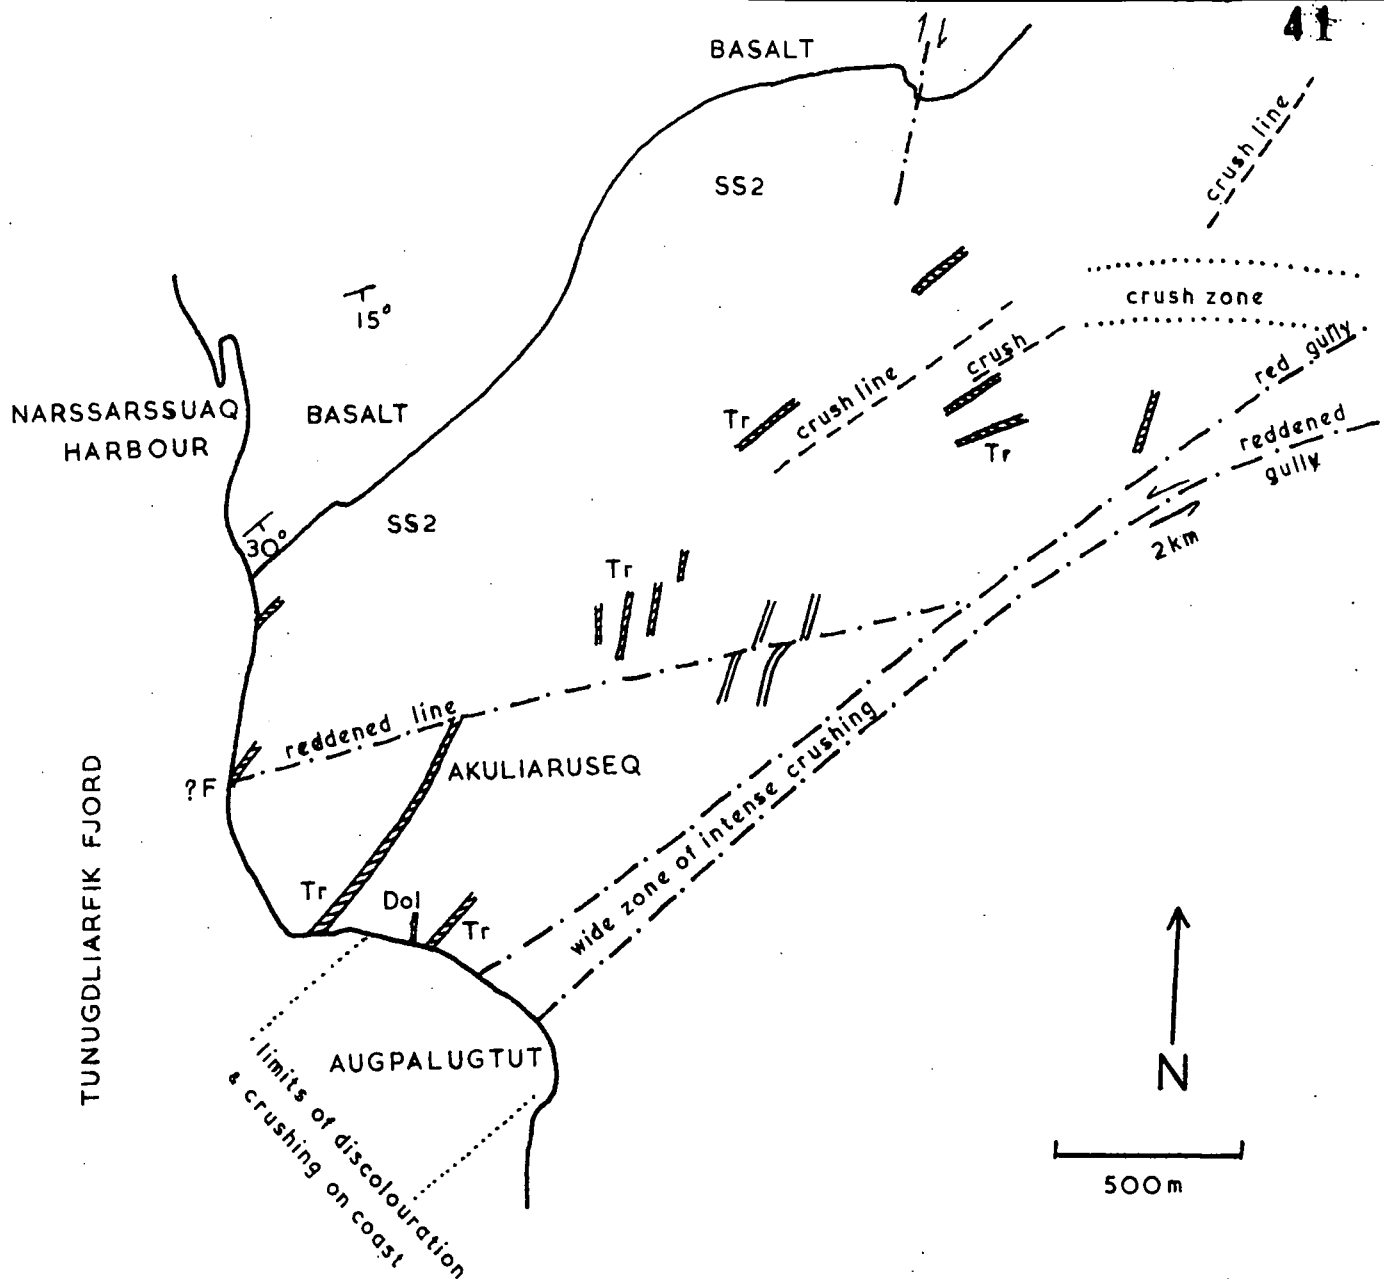 41
BASALT
crush line
SS2
crush zone
15°
red gully
crush
NARSSARSSUAQ
HARBOUR
BASALT
crush line
Tr
Tr
reddened
gully
SS2
30°
2km
Tr
reddened line
?F
AKULIARUSEQ
wide zone of intense crushing
TUNUGDLIARFIK FJORD
Tr
Dol
Tr
AUGPALUGTUT
limits of discolouration
& crushing on coast
N
500m